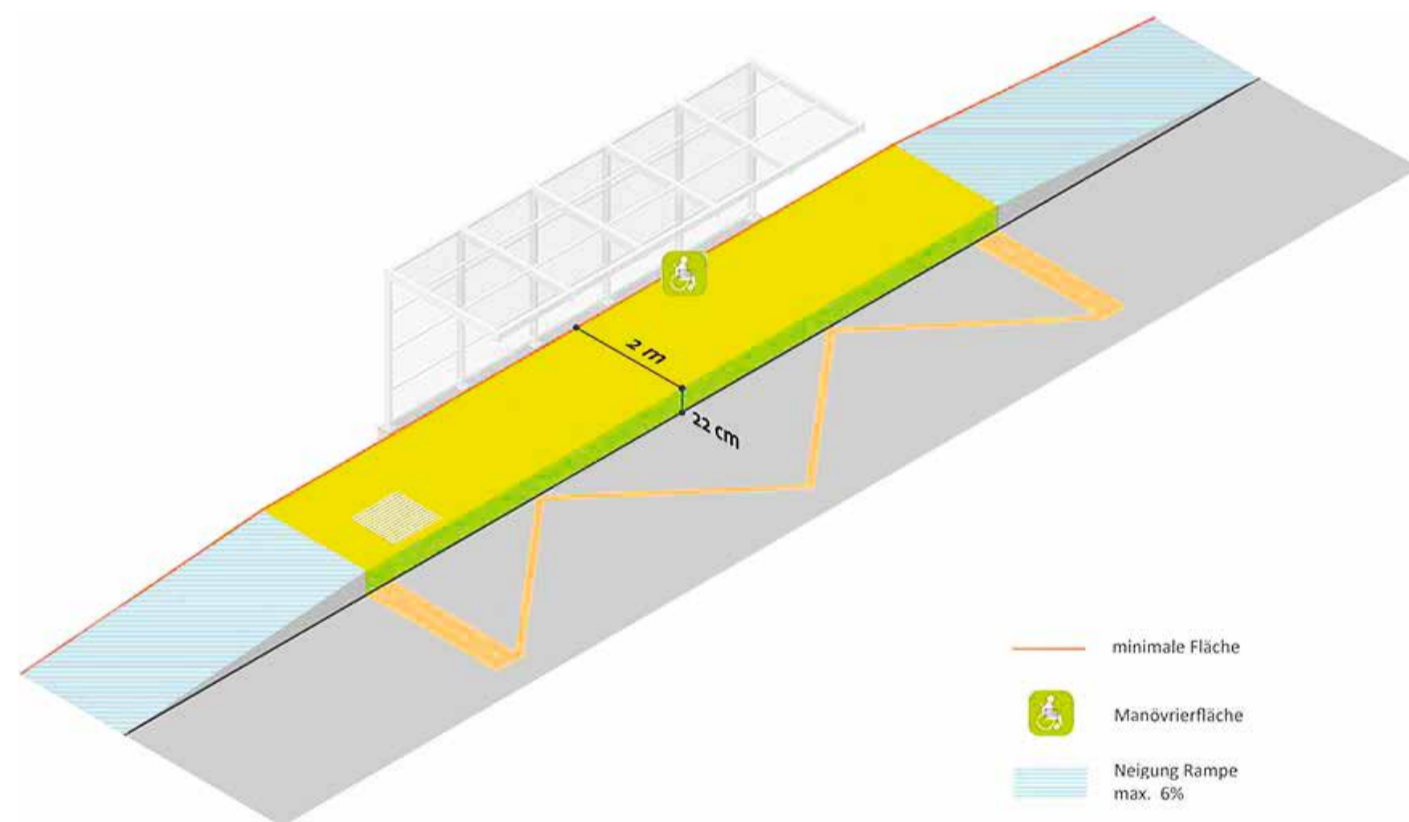 2 m
22 cm
minimale Fläche
Manövrierfläche
Neigung Rampe
max. 6%